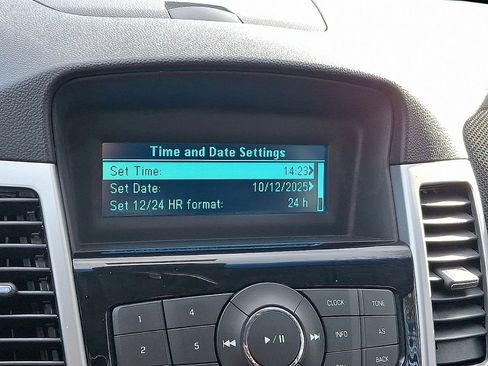 Time and Date Settings
Set Time: 14:23
Set Date: 10/12/2025
Set 12/24 HR format: 24 h
1 4 CLOCK TONE
2 5 INFO AS
BACK